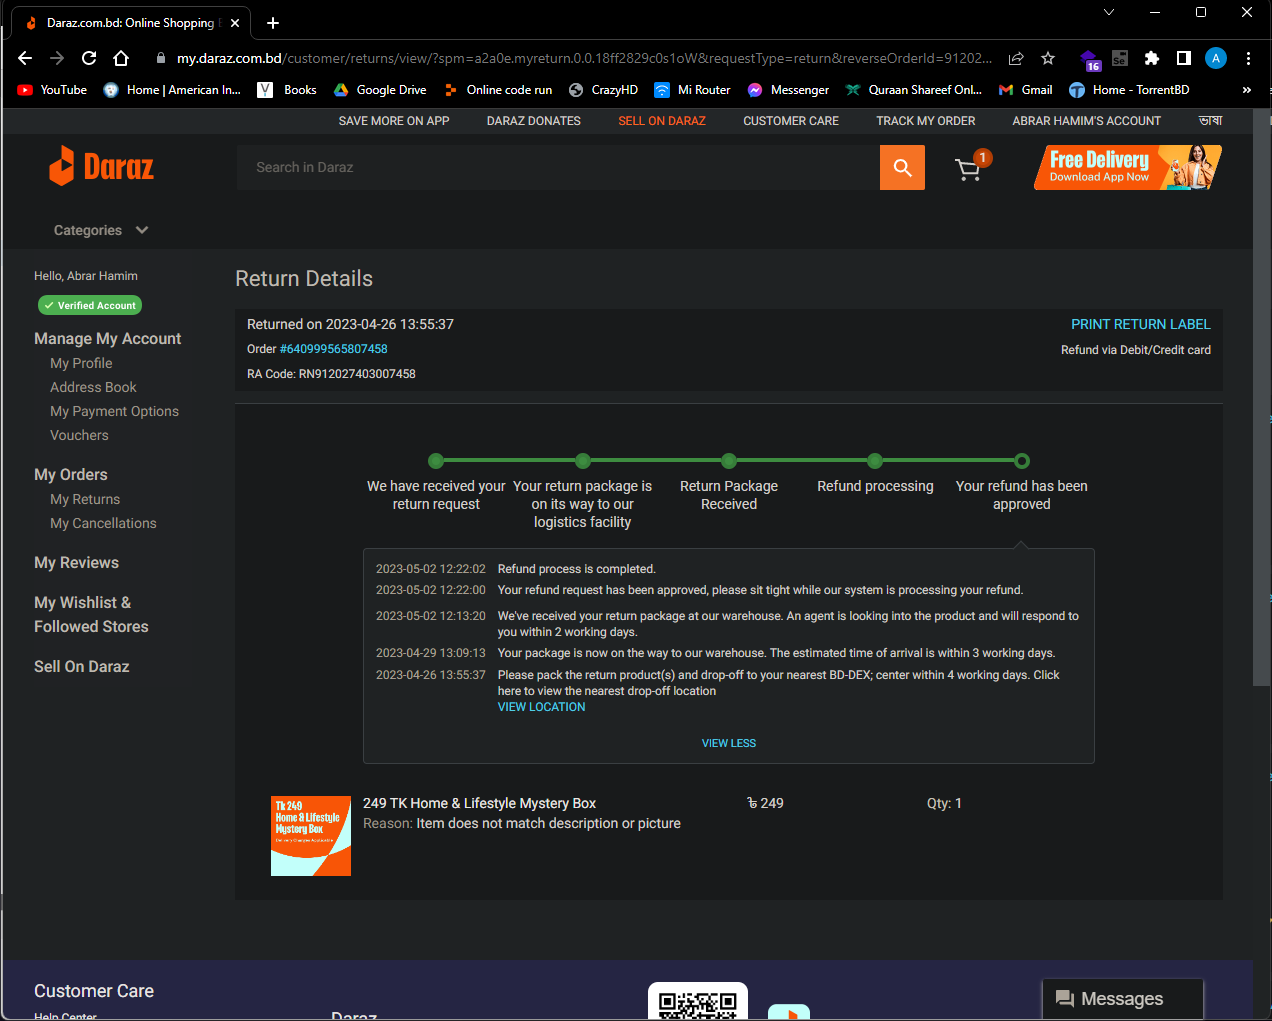 Daraz.com.bd: Online Shopping
my.daraz.com.bd/customer/returns/view/?spm=a2a0e.myreturn.0.0.18ff2829c0s1oW&requestType=return&reverseOrderId=91202...
16
Se
A
YouTube
Home | American In...
V
Books
Google Drive
Online code run
CrazyHD
Mi Router
Messenger
Quraan Shareef Onl...
Gmail
Home - TorrentBD
»
SAVE MORE ON APP
DARAZ DONATES
SELL ON DARAZ
CUSTOMER CARE
TRACK MY ORDER
ABRAR HAMIM'S ACCOUNT
ভাষা
Daraz
Search in Daraz
1
Free Delivery
Download App Now
Categories
Hello, Abrar Hamim
Verified Account
Manage My Account
My Profile
Address Book
My Payment Options
Vouchers
My Orders
My Returns
My Cancellations
My Reviews
My Wishlist &
Followed Stores
Sell On Daraz
Return Details
Returned on 2023-04-26 13:55:37
PRINT RETURN LABEL
Order #640999565807458
Refund via Debit/Credit card
RA Code: RN912027403007458
We have received your
return request
Your return package is
on its way to our
logistics facility
Return Package
Received
Refund processing
Your refund has been
approved
2023-05-02 12:22:02 Refund process is completed.
2023-05-02 12:22:00 Your refund request has been approved, please sit tight while our system is processing your refund.
2023-05-02 12:13:20 We've received your return package at our warehouse. An agent is looking into the product and will respond to
you within 2 working days.
2023-04-29 13:09:13 Your package is now on the way to our warehouse. The estimated time of arrival is within 3 working days.
2023-04-26 13:55:37 Please pack the return product(s) and drop-off to your nearest BD-DEX; center within 4 working days. Click
here to view the nearest drop-off location
VIEW LOCATION
VIEW LESS
Tk 249
Home & Lifestyle
Mystery Box
Delivery Charges Applicable
249 TK Home & Lifestyle Mystery Box
৳ 249
Qty: 1
Reason: Item does not match description or picture
Customer Care
Help Center
Daraz
Messages